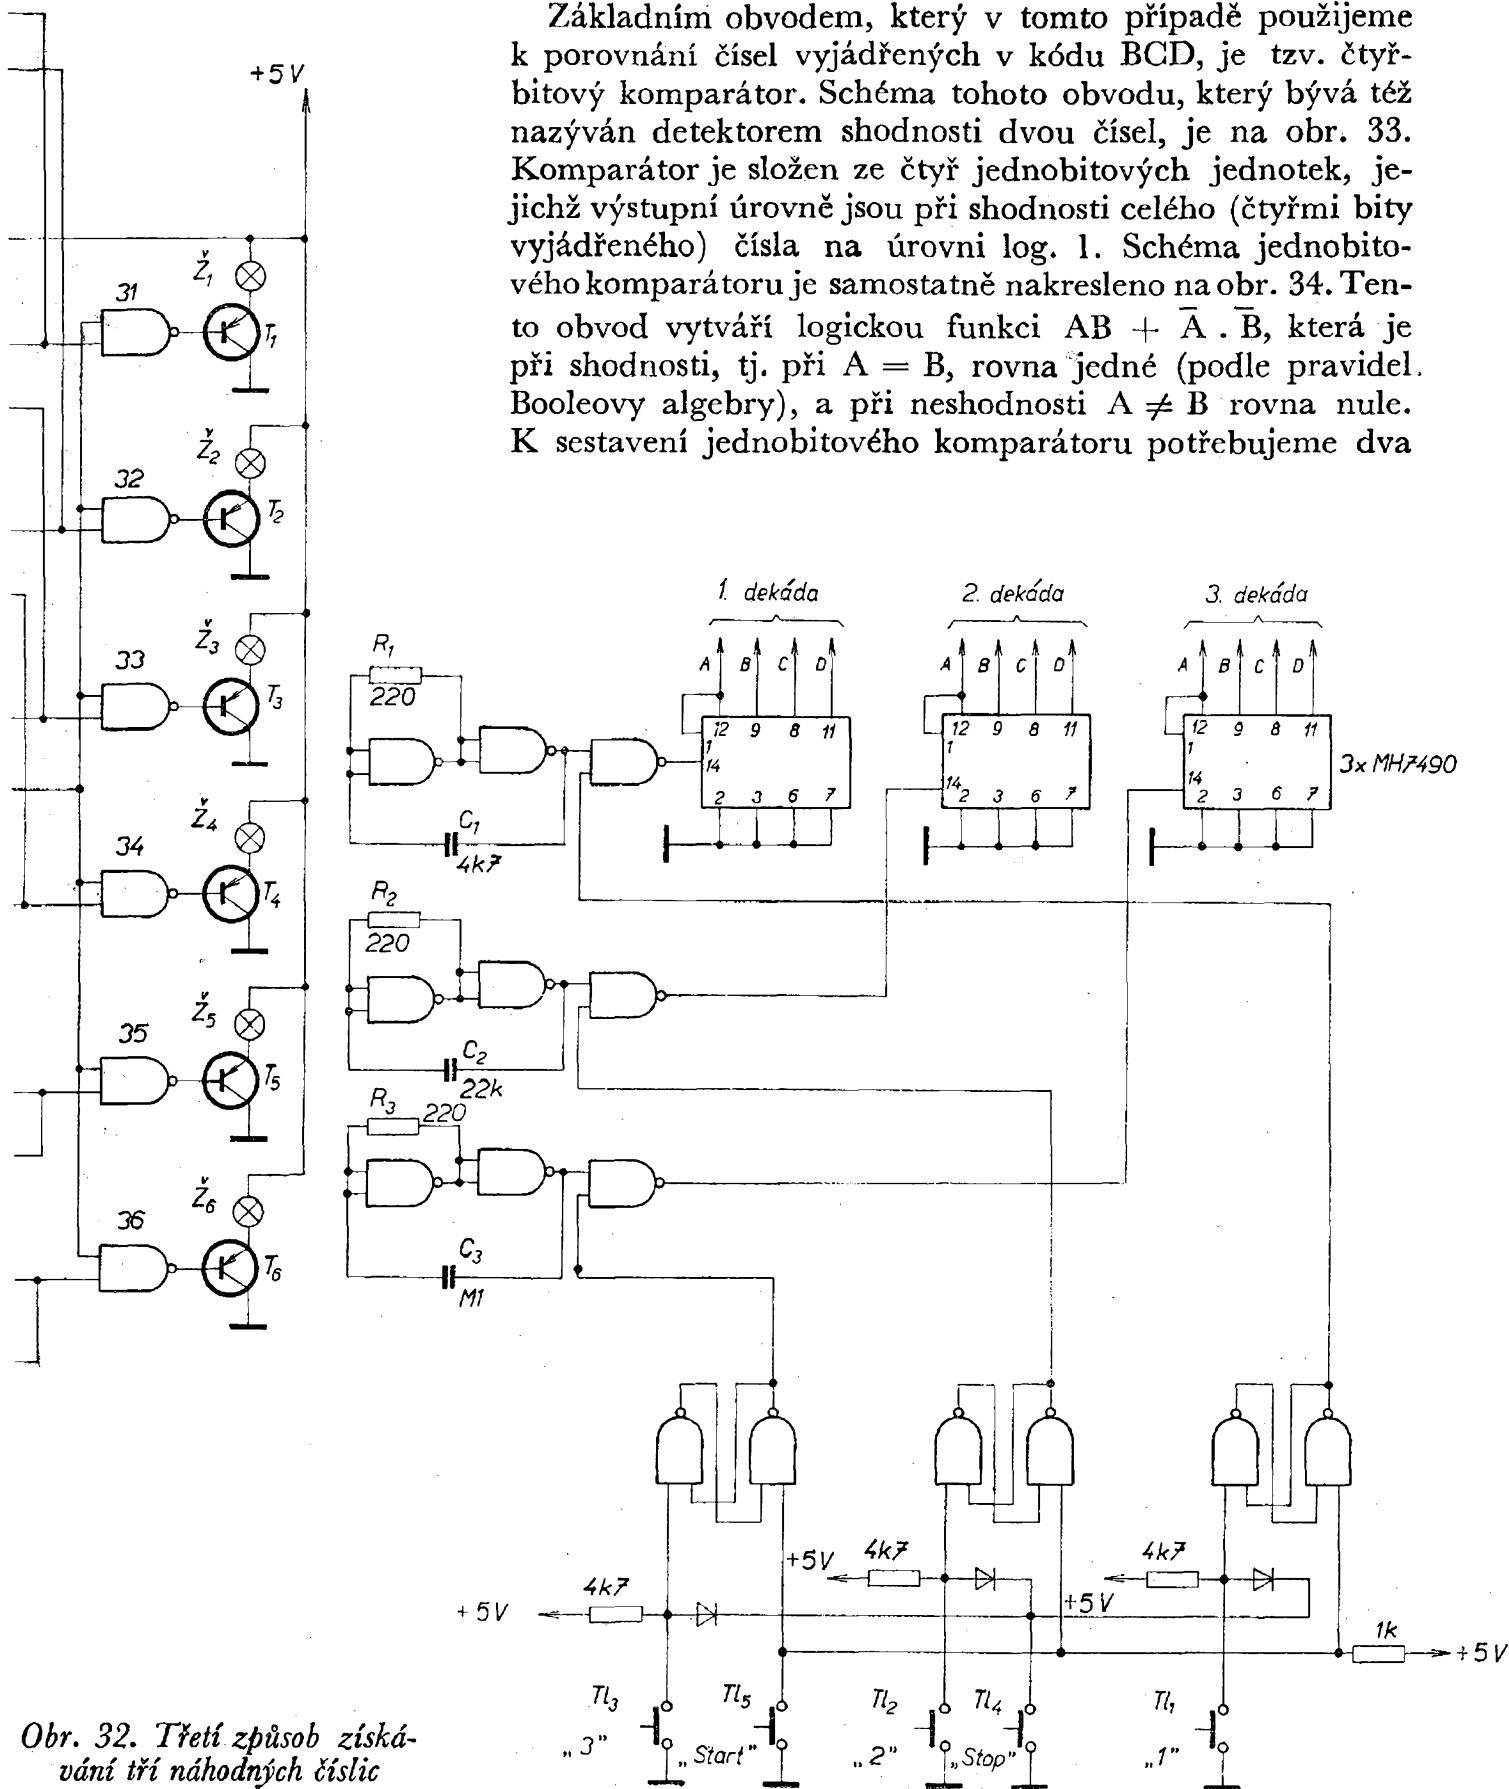 Základním obvodem, který v tomto případě použijeme
k porovnání čísel vyjádřených v kódu BCD, je tzv. čtyř-
bitový komparátor. Schéma tohoto obvodu, který bývá též
nazýván detektorem shodnosti dvou čísel, je na obr. 33.
Komparátor je složen ze čtyř jednobitových jednotek, je-
jichž výstupní úrovně jsou při shodnosti celého (čtyřmi bity
vyjádřeného) čísla na úrovni log. 1. Schéma jednobito-
vého komparátoru je samostatně nakresleno na obr. 34. Ten-
to obvod vytváří logickou funkci AB + A̅ . B̅, která je
při shodnosti, tj. při A = B, rovna jedné (podle pravidel
Booleovy algebry), a při neshodnosti A ≠ B rovna nule.
K sestavení jednobitového komparátoru potřebujeme dva
+5V
Ž1
31
T1
Ž2
32
T2
Ž3
33
T3
Ž4
34
T4
Ž5
35
T5
Ž6
36
T6
1. dekáda
2. dekáda
3. dekáda
A B C D
A B C D
A B C D
R1
220
12 9 8 11
1
14
2 3 6 7
12 9 8 11
1
14
2 3 6 7
12 9 8 11
1
14
2 3 6 7
3x MH7490
C1
4k7
R2
220
C2
22k
R3
220
C3
M1
+5V
4k7
4k7
4k7
+5V
+5V
1k
+5V
Tl3
Tl5
Tl2
Tl4
Tl1
„3”
„Start”
„2”
„Stop”
„1”
Obr. 32. Třetí způsob získá-
vání tří náhodných číslic